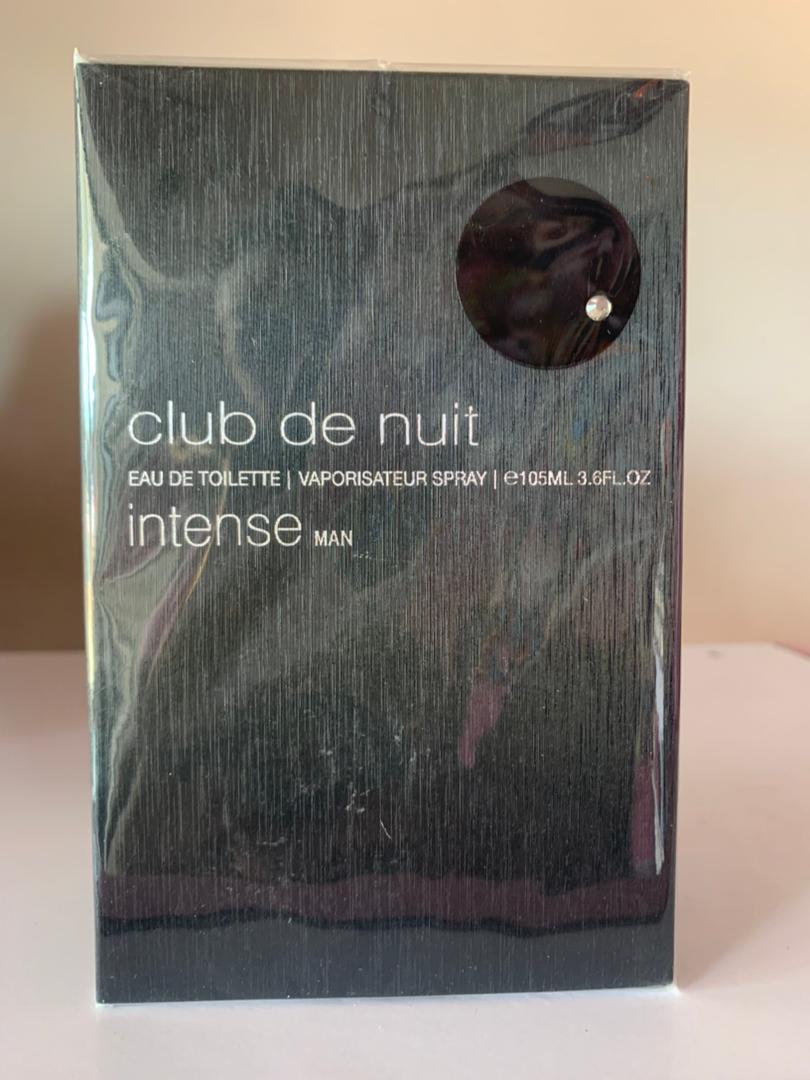 club de nuit
EAU DE TOILETTE | VAPORISATEUR SPRAY | ℮105ML 3.6FL.OZ
intense MAN